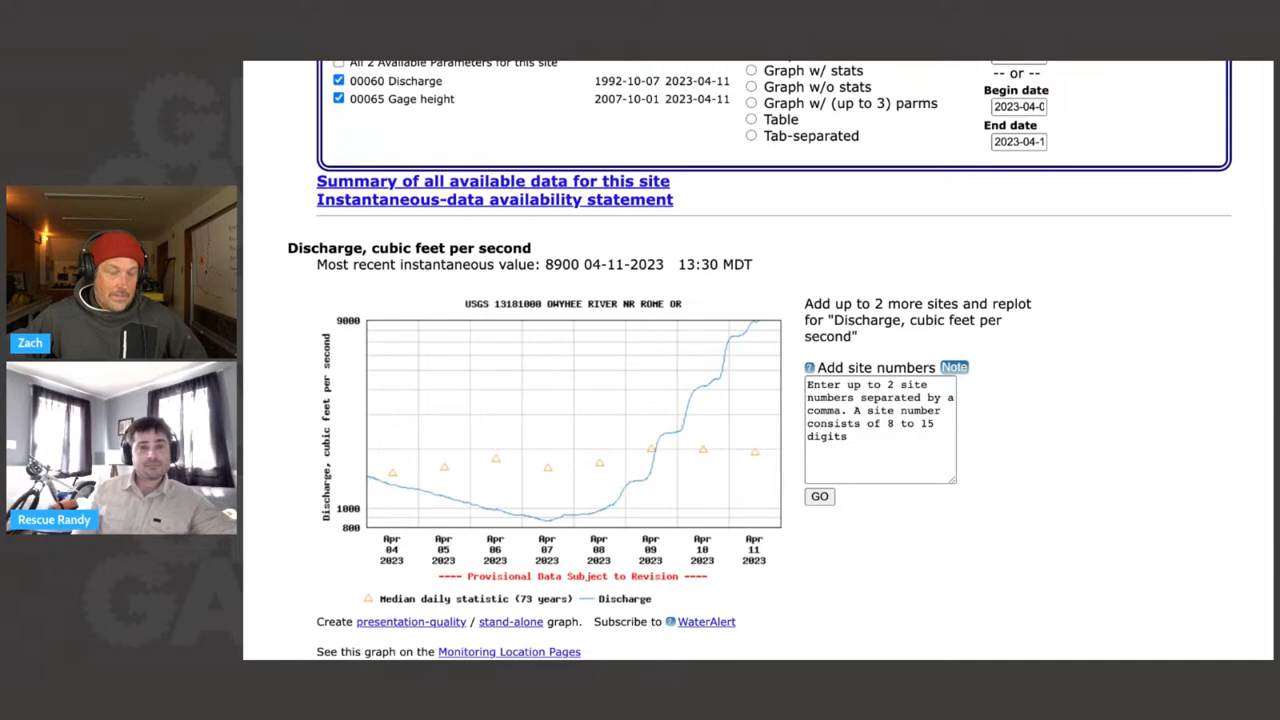 All 2 Available Parameters for this site
00060 Discharge 1992-10-07 2023-04-11
00065 Gage height 2007-10-01 2023-04-11
Graph w/ stats
Graph w/o stats
Graph w/ (up to 3) parms
Table
Tab-separated
-- or --
Begin date
2023-04-0
End date
2023-04-1
Summary of all available data for this site
Instantaneous-data availability statement
Discharge, cubic feet per second
Most recent instantaneous value: 8900 04-11-2023 13:30 MDT
USGS 13181000 OWYHEE RIVER NR ROME OR
Discharge, cubic feet per second
9000
1000
800
Apr 04 2023
Apr 05 2023
Apr 06 2023
Apr 07 2023
Apr 08 2023
Apr 09 2023
Apr 10 2023
Apr 11 2023
---- Provisional Data Subject to Revision ----
Median daily statistic (73 years) Discharge
Create presentation-quality / stand-alone graph. Subscribe to ? WaterAlert
See this graph on the Monitoring Location Pages
Add up to 2 more sites and replot
for "Discharge, cubic feet per
second"
? Add site numbers Note
Enter up to 2 site
numbers separated by a
comma. A site number
consists of 8 to 15
digits
GO
Zach
Rescue Randy